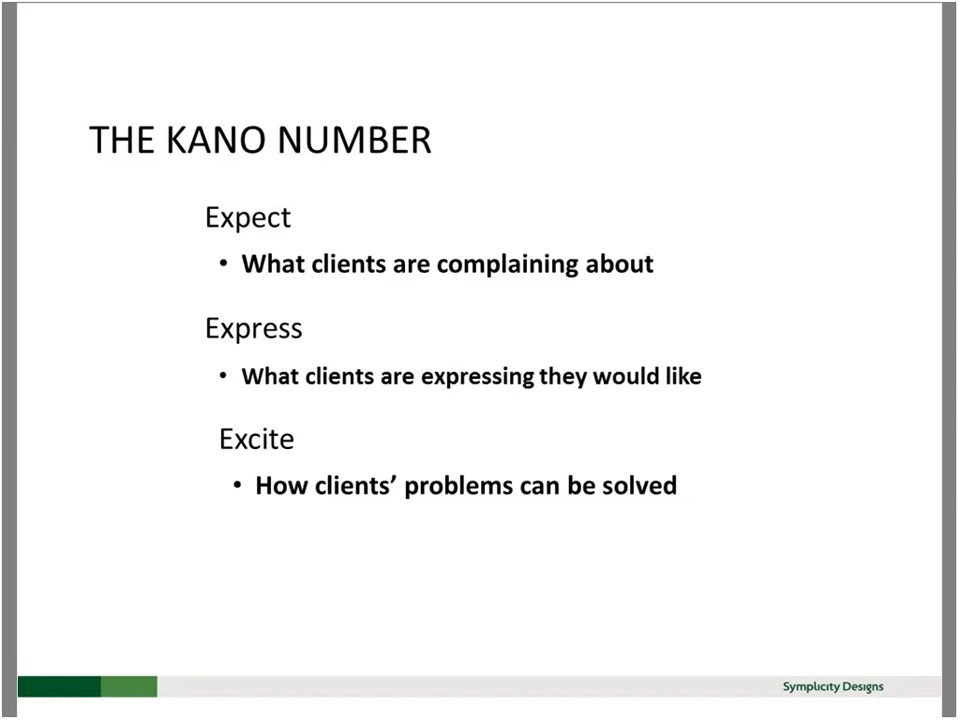 THE KANO NUMBER
Expect
• What clients are complaining about
Express
• What clients are expressing they would like
Excite
• How clients’ problems can be solved
Symplicity Designs